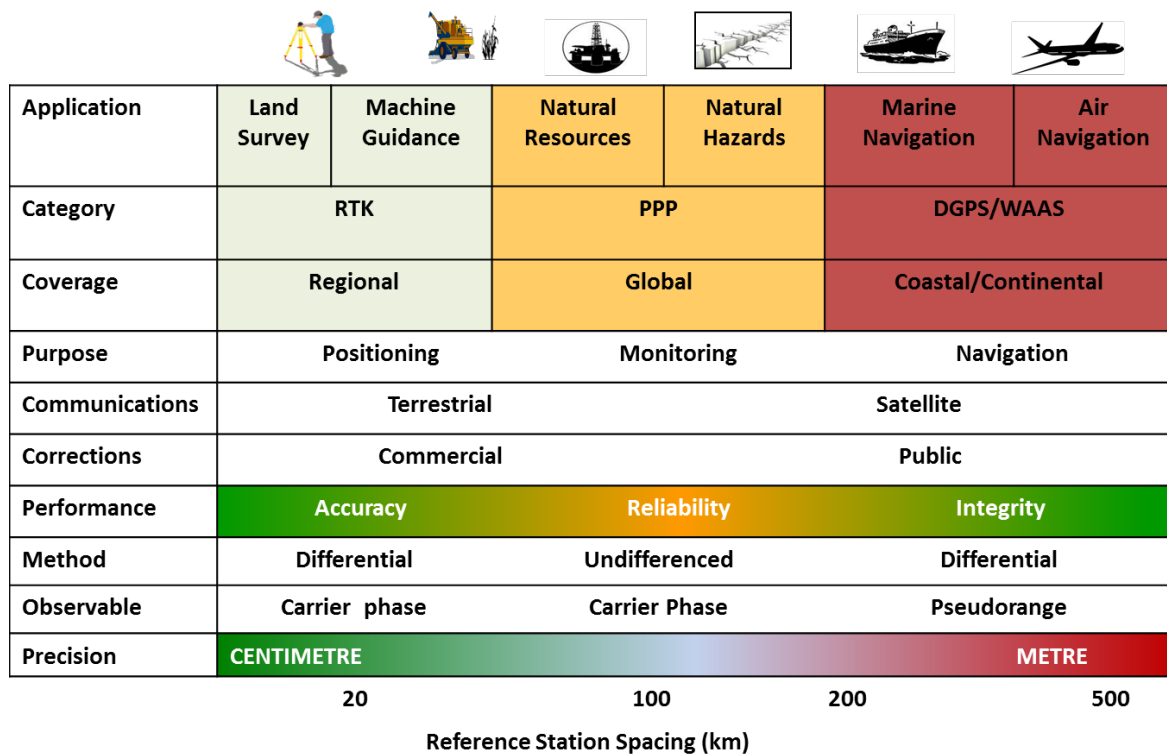 Application Land Machine Natural Natural Marine Air
Survey Guidance Resources Hazards Navigation Navigation
Category RTK PPP DGPS/WAAS
Coverage Regional Global Coastal/Continental
Purpose Positioning Monitoring Navigation
Communications Terrestrial Satellite
Corrections Commercial Public
Performance Accuracy Reliability Integrity
Method Differential Undifferenced Differential
Observable Carrier phase Carrier Phase Pseudorange
Precision CENTIMETRE METRE
20 100 200 500
Reference Station Spacing (km)